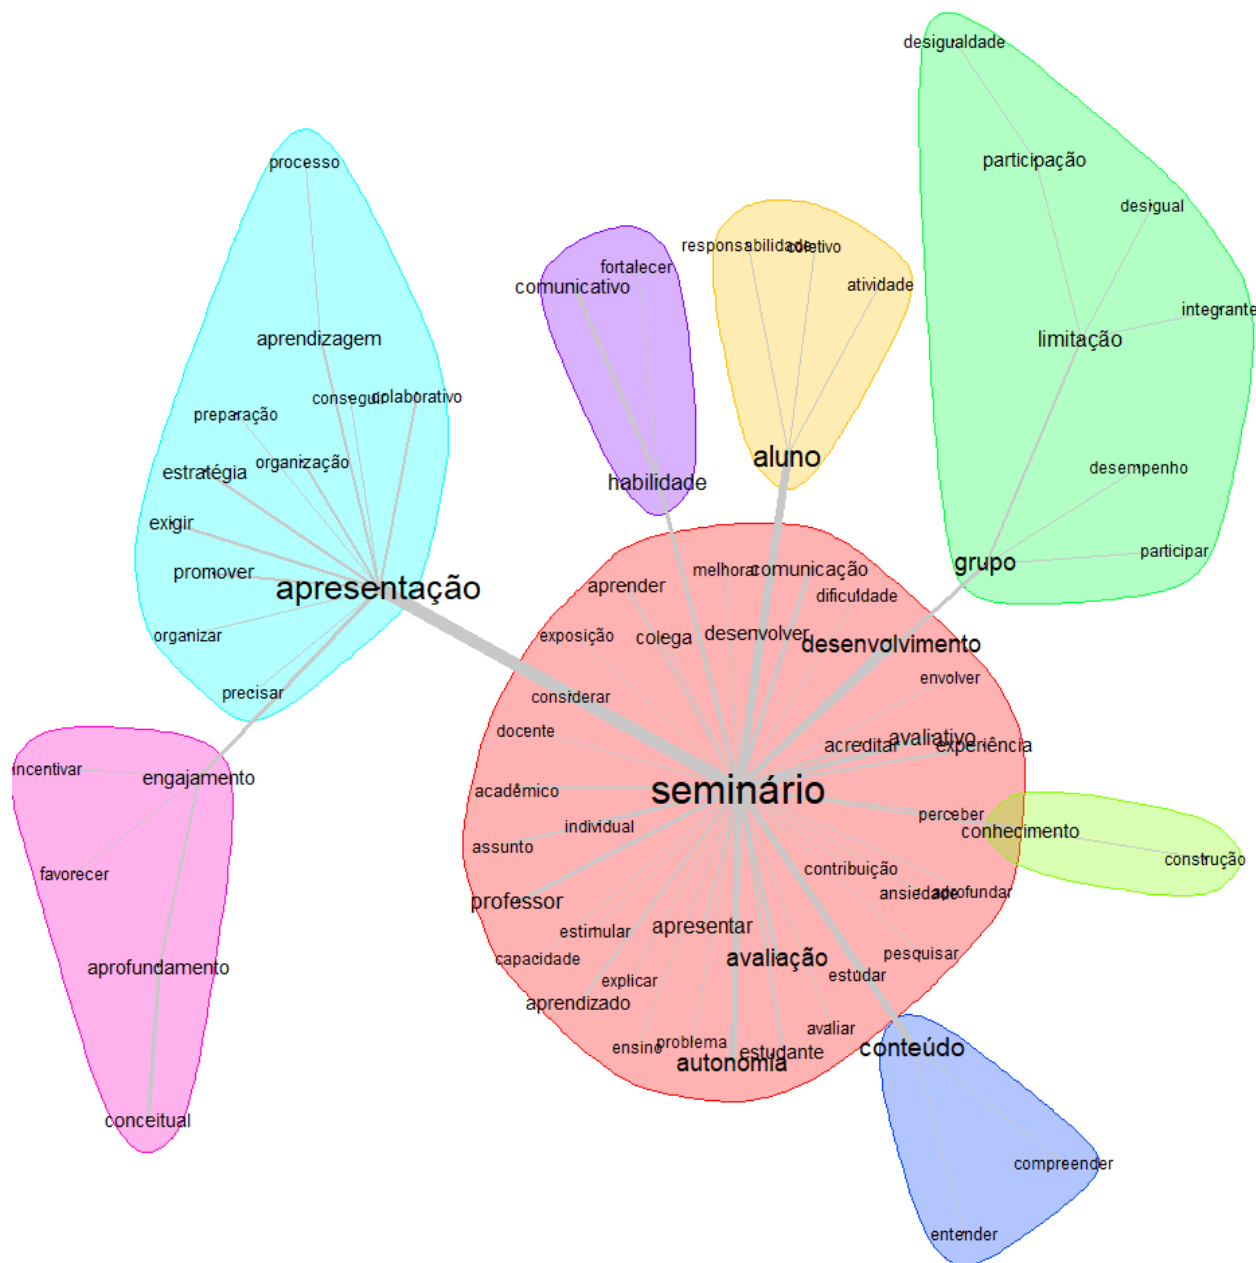 desigualdade
participação
processo
desigual
responsabilidade
coletivo
fortalecer
comunicativo
atividade
integrante
aprendizagem
limitação
conseguir
colaborativo
preparação
organização
aluno
estratégia
habilidade
desempenho
exigir
participar
grupo
promover
melhorar
comunicação
apresentação
aprender
dificuldade
organizar
exposição
colega
desenvolver
desenvolvimento
envolver
precisar
considerar
docente
acreditar
avaliativo
experiência
incentivar
engajamento
seminário
acadêmico
perceber
individual
conhecimento
assunto
construção
favorecer
contribuição
ansiedade
aprofundar
professor
apresentar
estimular
pesquisar
capacidade
avaliação
aprofundamento
explicar
estudar
aprendizado
avaliar
ensino
problema
autonomia
estudante
conteúdo
conceitual
compreender
entender